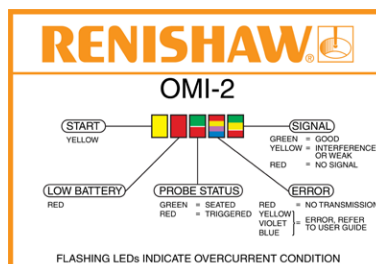 RENISHAW®
OMI-2
START
YELLOW
SIGNAL
GREEN = GOOD
YELLOW = INTERFERENCE
OR WEAK
RED = NO SIGNAL
LOW BATTERY
RED
PROBE STATUS
GREEN = SEATED
RED = TRIGGERED
ERROR
RED = NO TRANSMISSION
YELLOW
VIOLET
BLUE
= ERROR, REFER
TO USER GUIDE
FLASHING LEDs INDICATE OVERCURRENT CONDITION